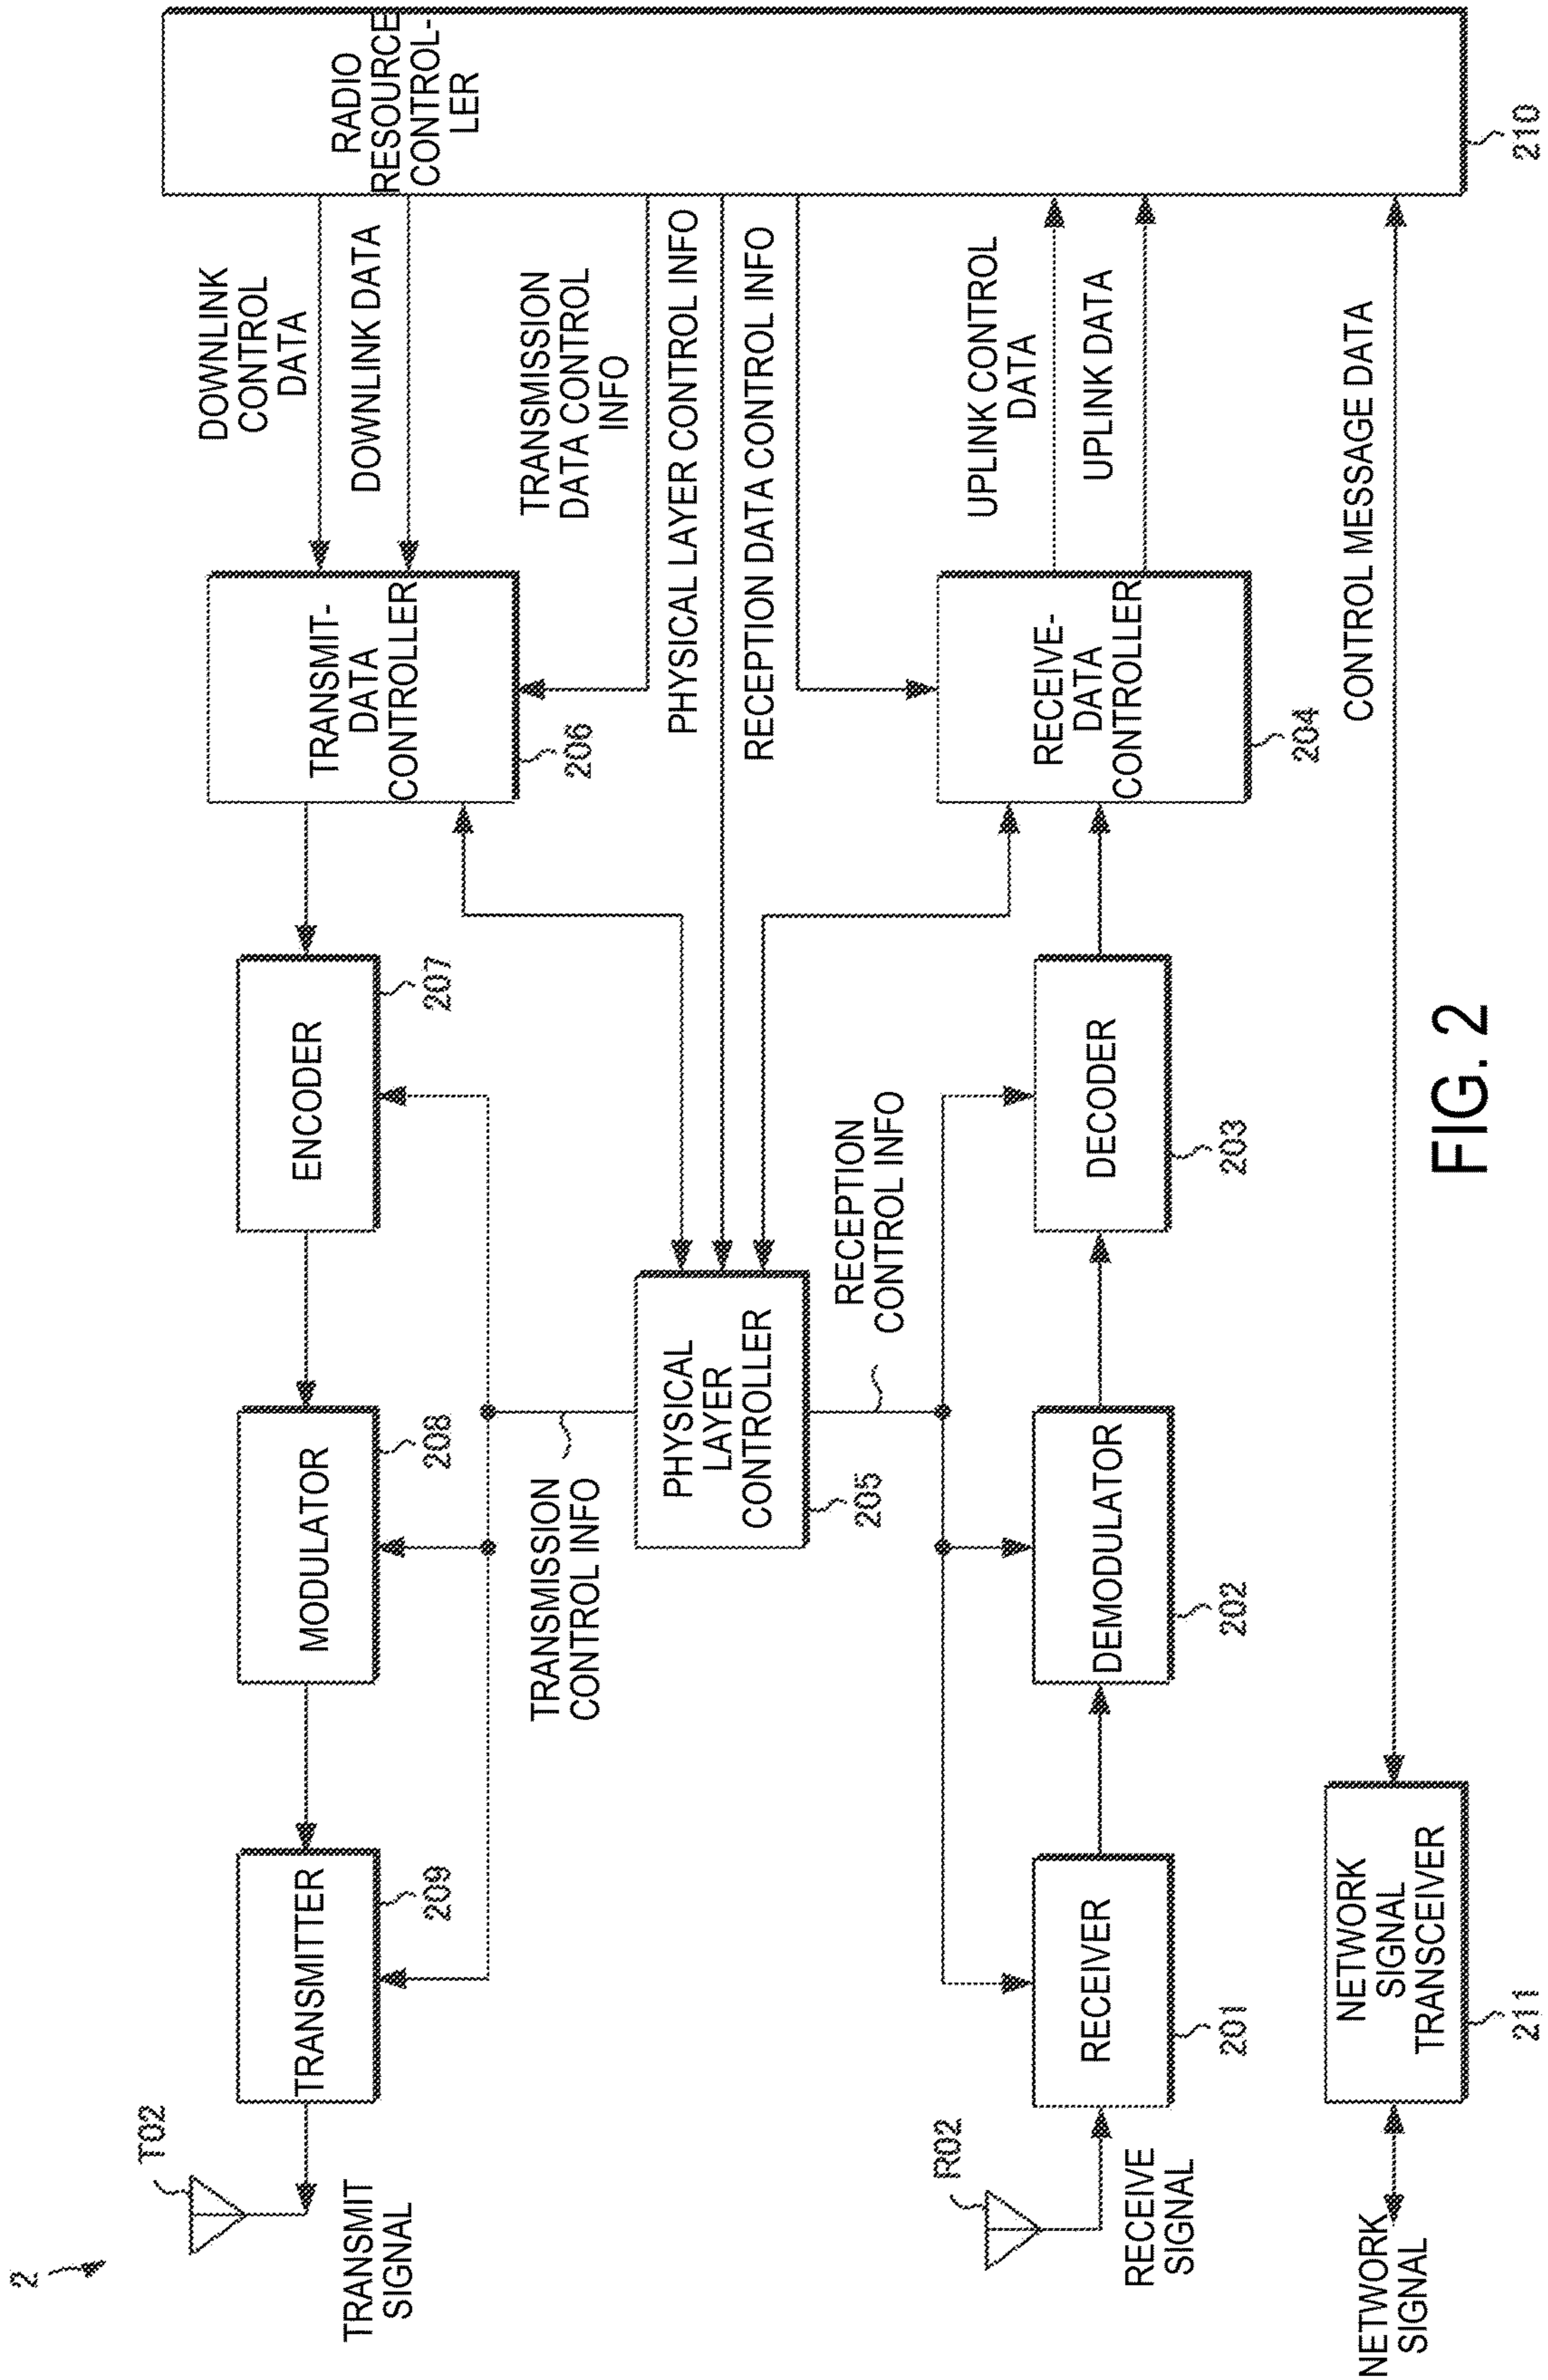 2
T02
TRANSMIT
SIGNAL
TRANSMITTER
209
MODULATOR
208
ENCODER
207
TRANSMIT-
DATA
CONTROLLER
206
DOWNLINK
CONTROL
DATA
DOWNLINK DATA
RADIO
RESOURCE
CONTROL-
LER
TRANSMISSION
DATA CONTROL
INFO
TRANSMISSION
CONTROL INFO
PHYSICAL
LAYER
CONTROLLER
205
PHYSICAL LAYER CONTROL INFO
RECEPTION DATA CONTROL INFO
RECEPTION
CONTROL INFO
R02
RECEIVE
SIGNAL
RECEIVER
201
DEMODULATOR
202
DECODER
203
RECEIVE-
DATA
CONTROLLER
204
UPLINK CONTROL
DATA
UPLINK DATA
NETWORK
SIGNAL
NETWORK
SIGNAL
TRANSCEIVER
211
CONTROL MESSAGE DATA
210
FIG. 2